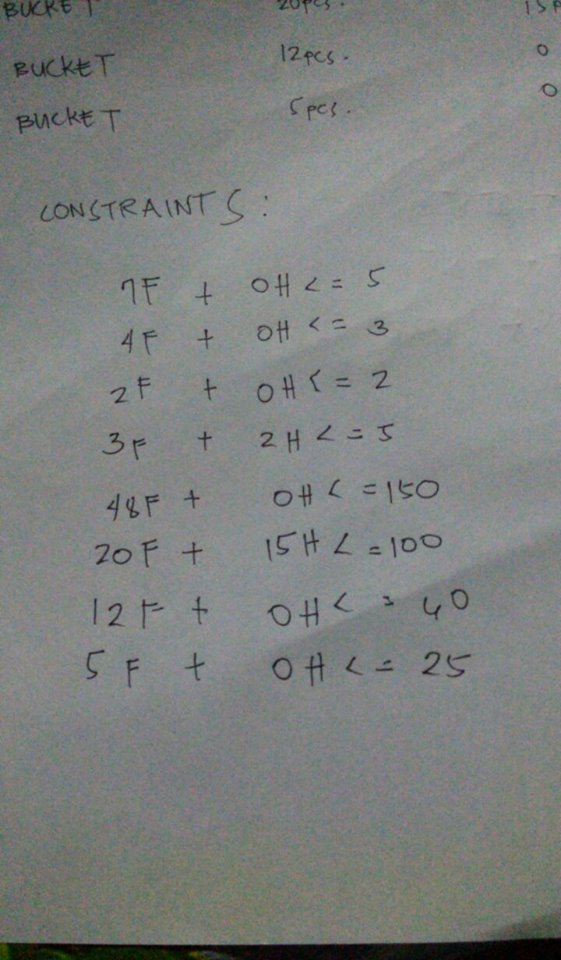 BUCKET 20pcs. 15
BUCKET 12pcs. 0
BUCKET 5pcs. 0
CONSTRAINTS:
7F + 0H <= 5
4F + 0H <= 3
2F + 0H <= 2
3F + 2H <= 5
48F + 0H <= 150
20F + 15H <= 100
12F + 0H <= 40
5F + 0H <= 25